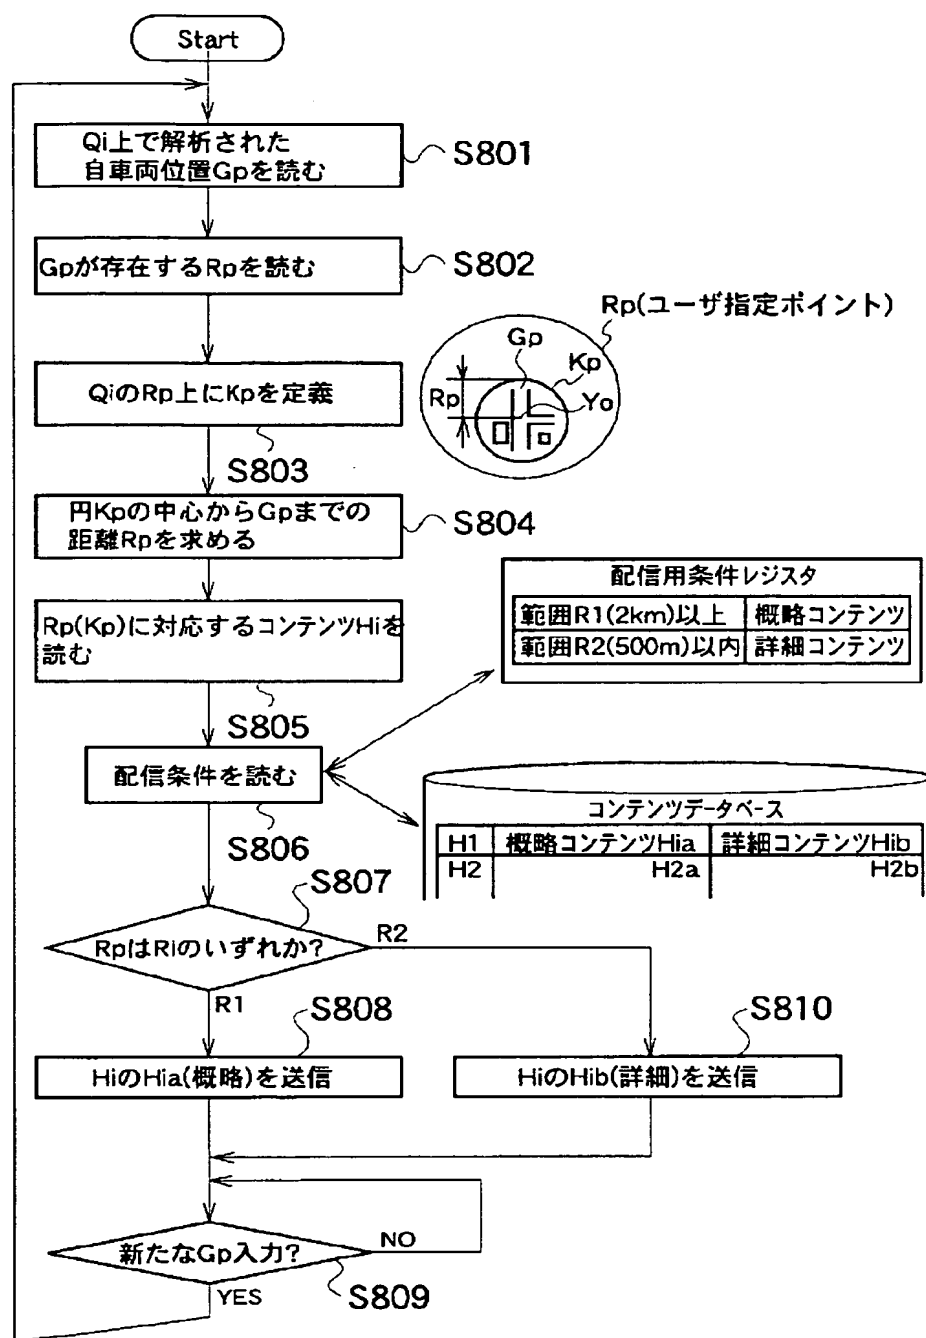 Start
Qi上で解析された
自車両位置Gpを読む
S801
Gpが存在するRpを読む
S802
Rp(ユーザ指定ポイント)
Gp
Kp
Rp
Yo
QiのRp上にKpを定義
S803
円Kpの中心からGpまでの
距離Rpを求める
S804
配信用条件レジスタ
範囲R1(2km)以上 概略コンテンツ
範囲R2(500m)以内 詳細コンテンツ
Rp(Kp)に対応するコンテンツHiを
読む
S805
配信条件を読む
S806
コンテンツデータベース
H1 概略コンテンツHia 詳細コンテンツHib
H2 H2a H2b
S807
RpはRiのいずれか?
R2
R1
S808
HiのHia(概略)を送信
S810
HiのHib(詳細)を送信
新たなGp入力?
NO
S809
YES